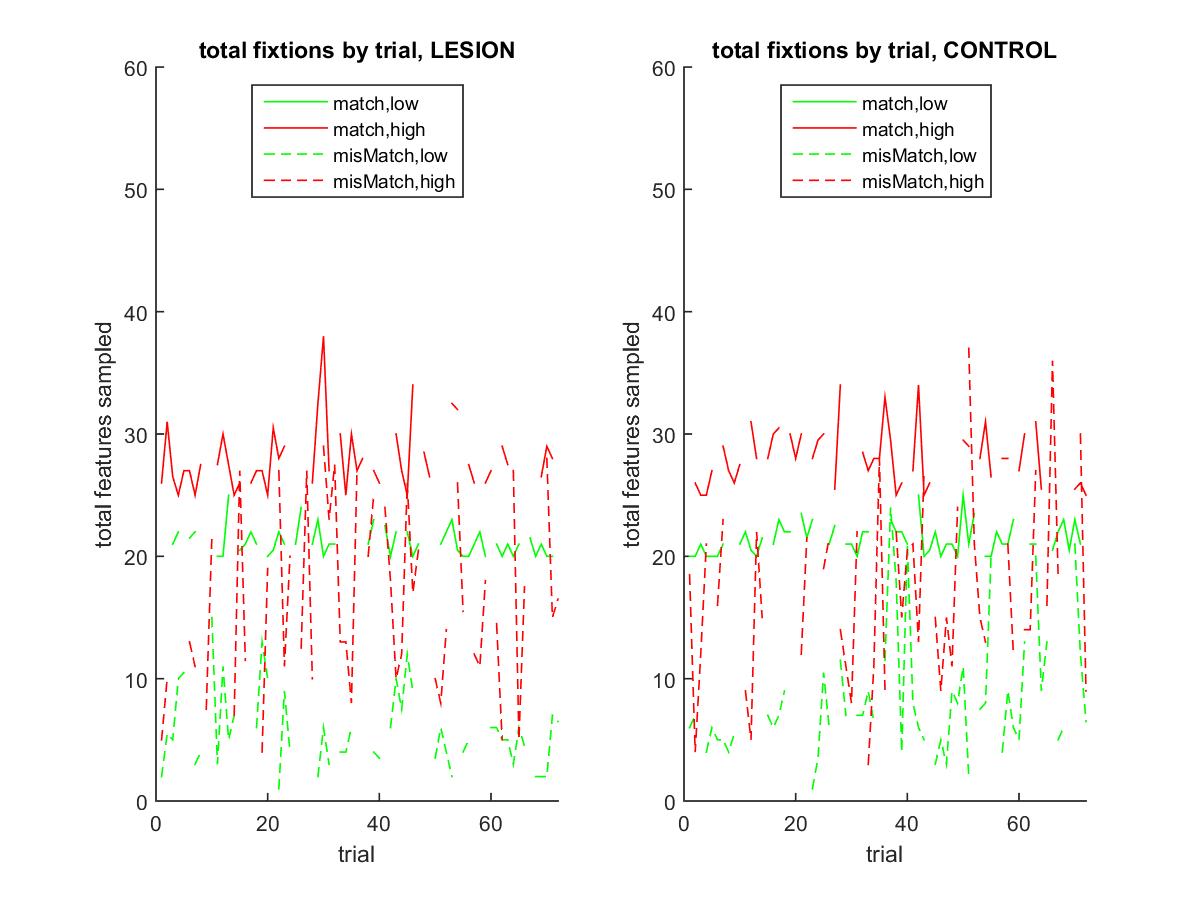 total fixtions by trial, LESION
60
50
40
30
20
10
0
total features sampled
match,low
match,high
misMatch,low
misMatch,high
0 20 40 60
trial
total fixtions by trial, CONTROL
60
50
40
30
20
10
0
total features sampled
match,low
match,high
misMatch,low
misMatch,high
0 20 40 60
trial